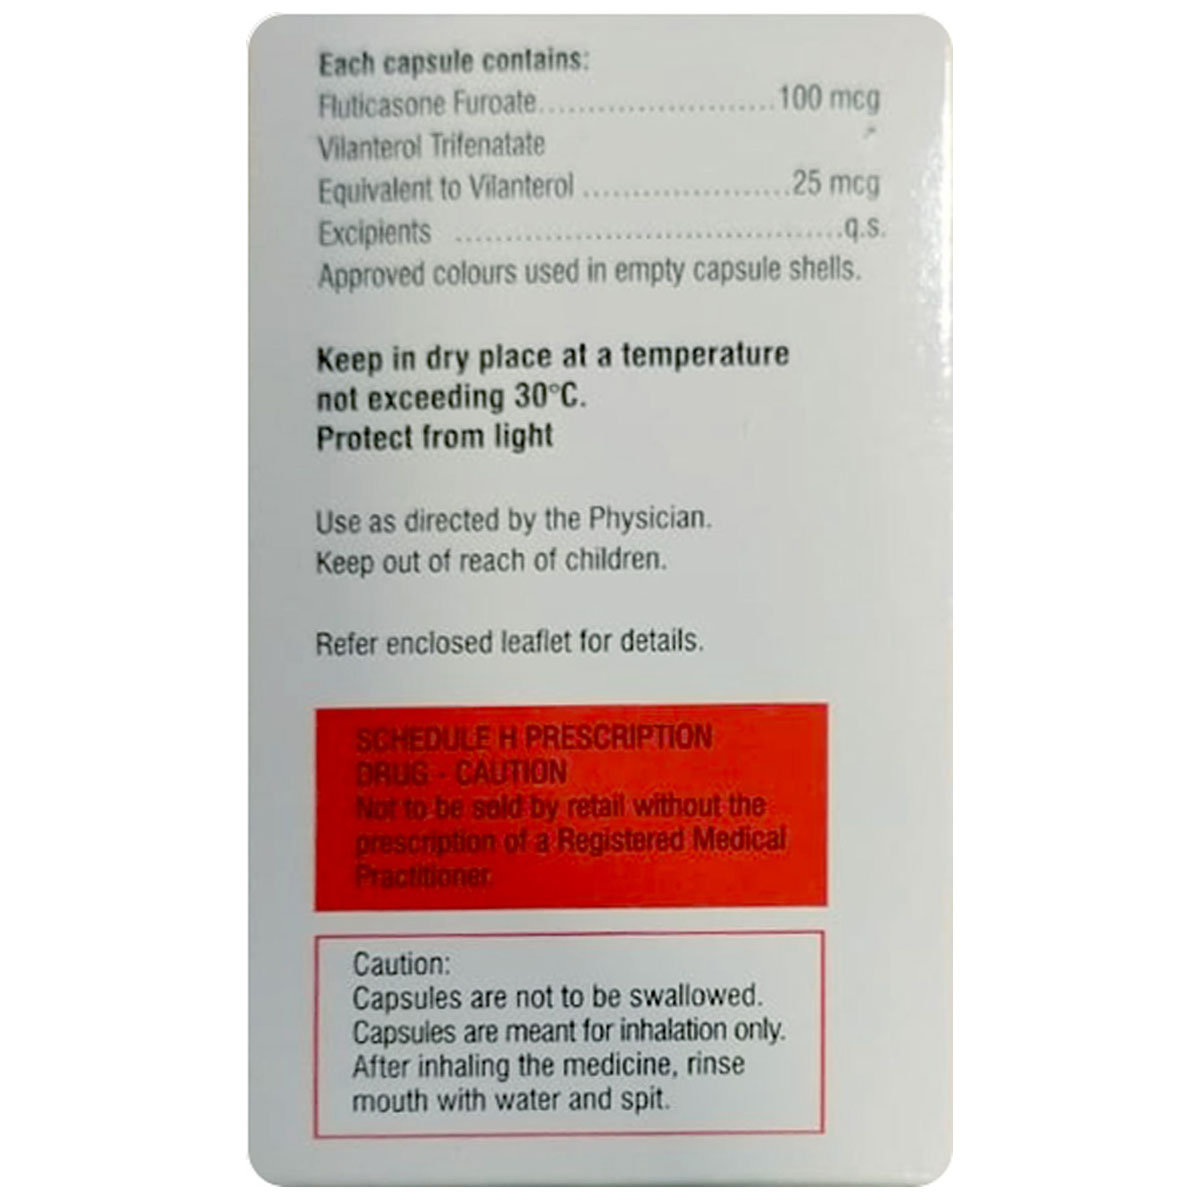 Each capsule contains:
Fluticasone Furoate........................100 mcg
Vilanterol Trifenatate
Equivalent to Vilanterol .....................25 mcg
Excipients .......................................q.s.
Approved colours used in empty capsule shells.
Keep in dry place at a temperature
not exceeding 30°C.
Protect from light
Use as directed by the Physician.
Keep out of reach of children.
Refer enclosed leaflet for details.
SCHEDULE H PRESCRIPTION
DRUG - CAUTION
Not to be sold by retail without the
prescription of a Registered Medical
Practitioner.
Caution:
Capsules are not to be swallowed.
Capsules are meant for inhalation only.
After inhaling the medicine, rinse
mouth with water and spit.